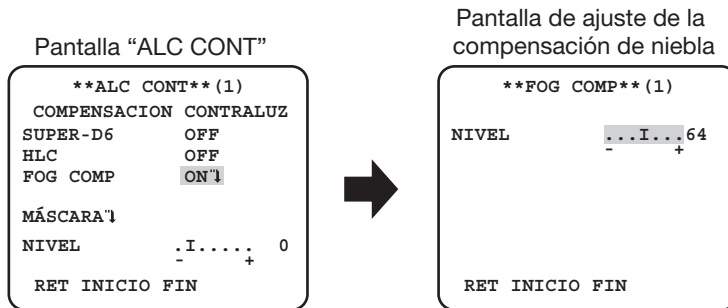 Pantalla “ALC CONT”
**ALC CONT**(1)
COMPENSACION CONTRALUZ
SUPER-D6 OFF
HLC OFF
FOG COMP ON
MÁSCARA
NIVEL .I..... 0
- +
RET INICIO FIN
Pantalla de ajuste de la
compensación de niebla
**FOG COMP**(1)
NIVEL ...I...64
- +
RET INICIO FIN